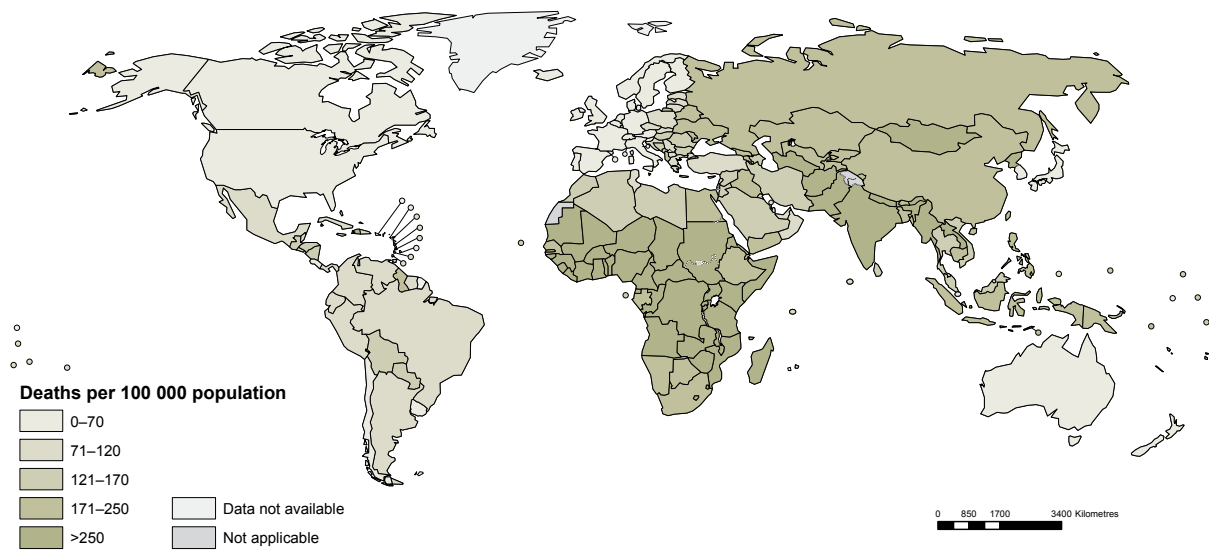 Deaths per 100 000 population
0–70
71–120
121–170
171–250
>250
Data not available
Not applicable
0 850 1700 3400 Kilometres